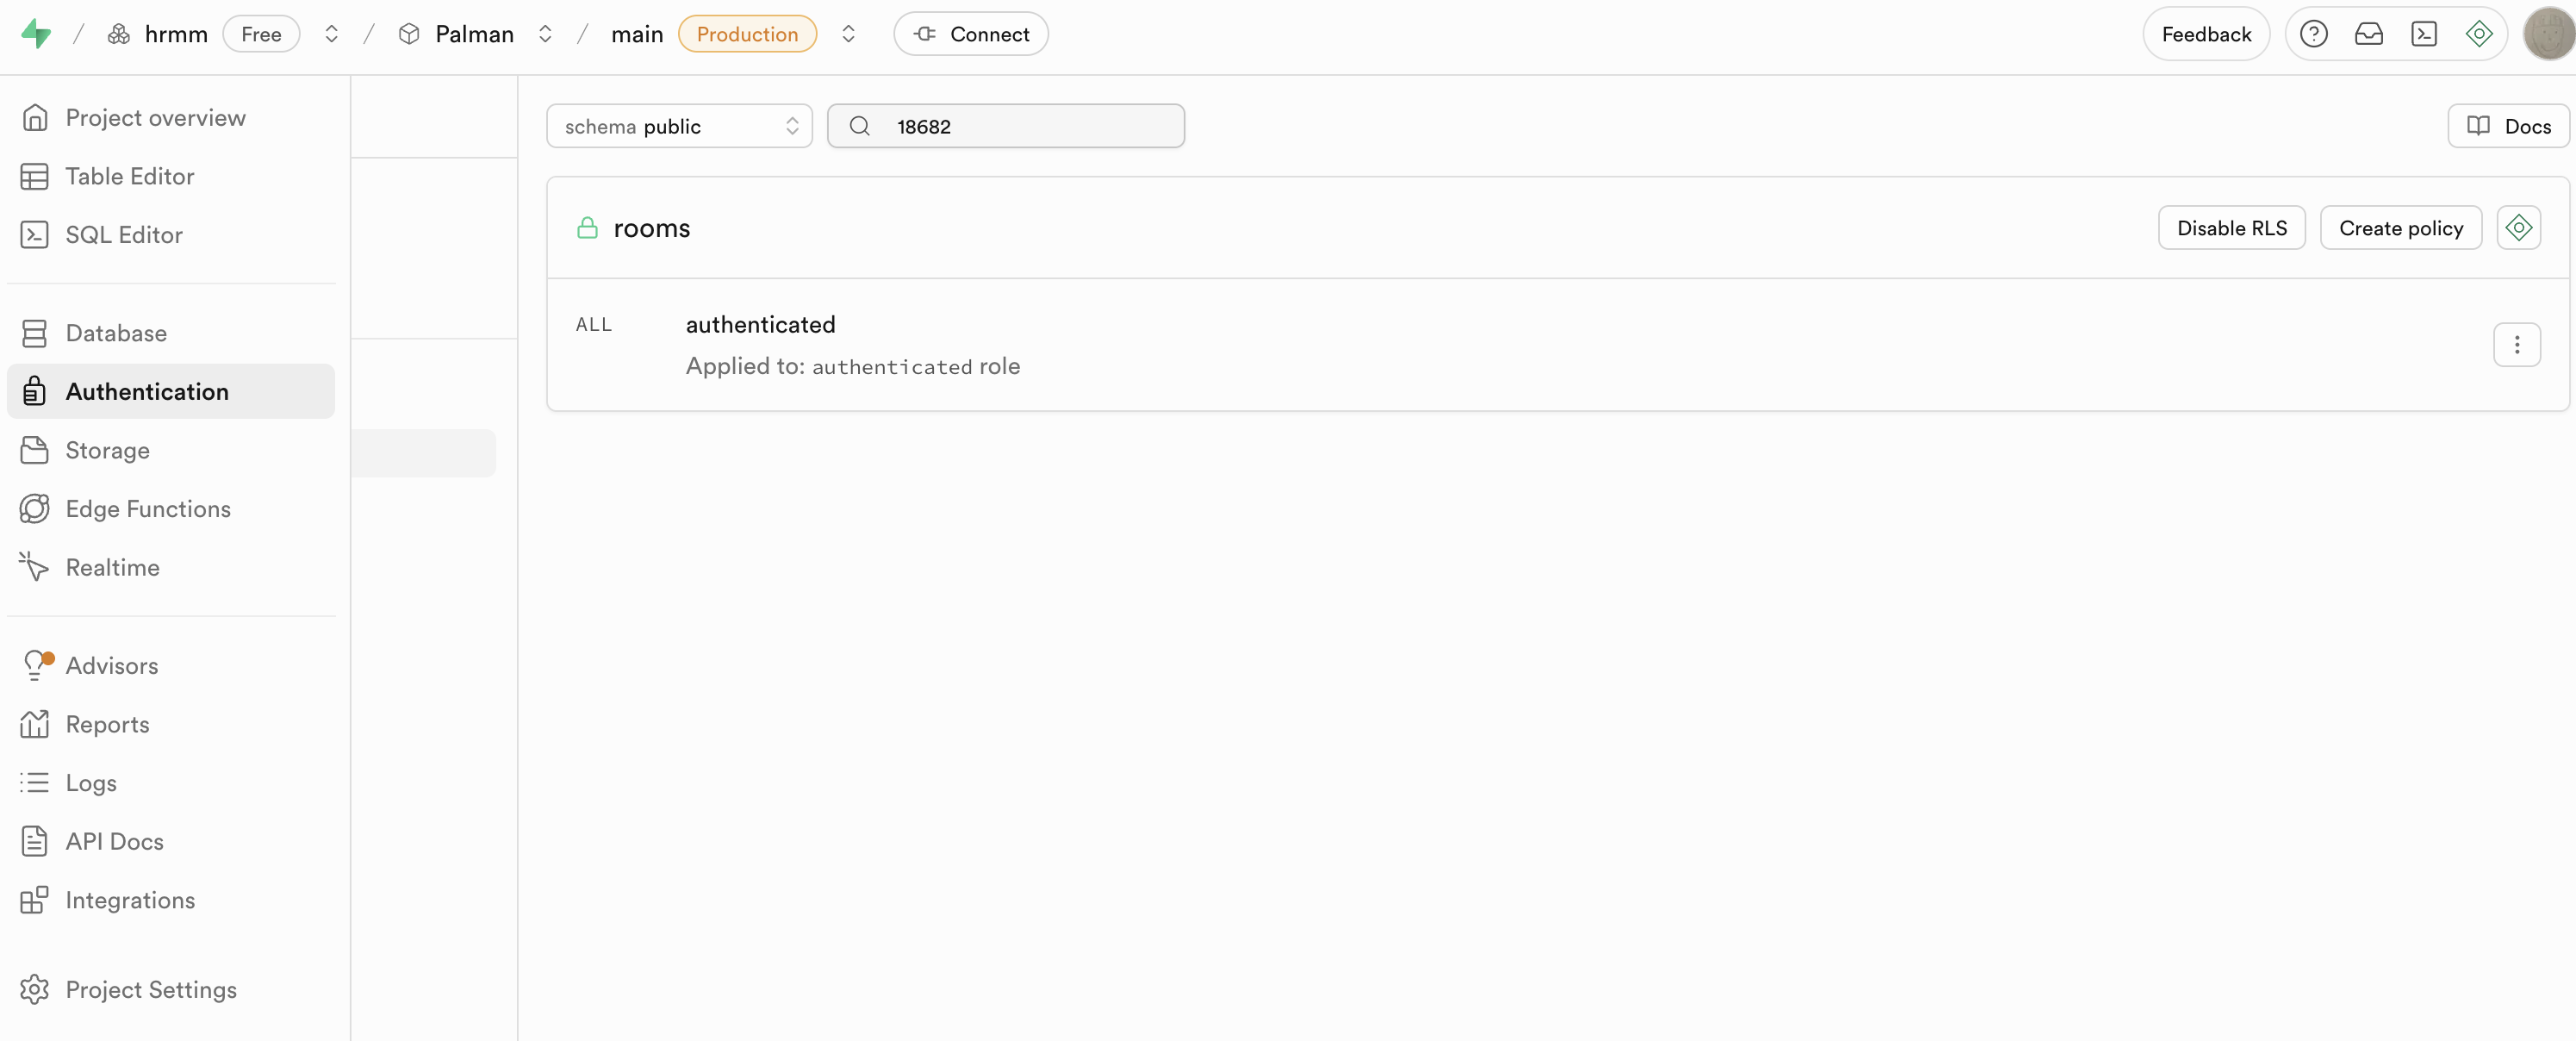 / hrmm Free / Palman / main Production Connect Feedback
Project overview
Table Editor
SQL Editor
Database
Authentication
Storage
Edge Functions
Realtime
Advisors
Reports
Logs
API Docs
Integrations
Project Settings
schema public 18682 Docs
rooms Disable RLS Create policy
ALL authenticated
Applied to: authenticated role